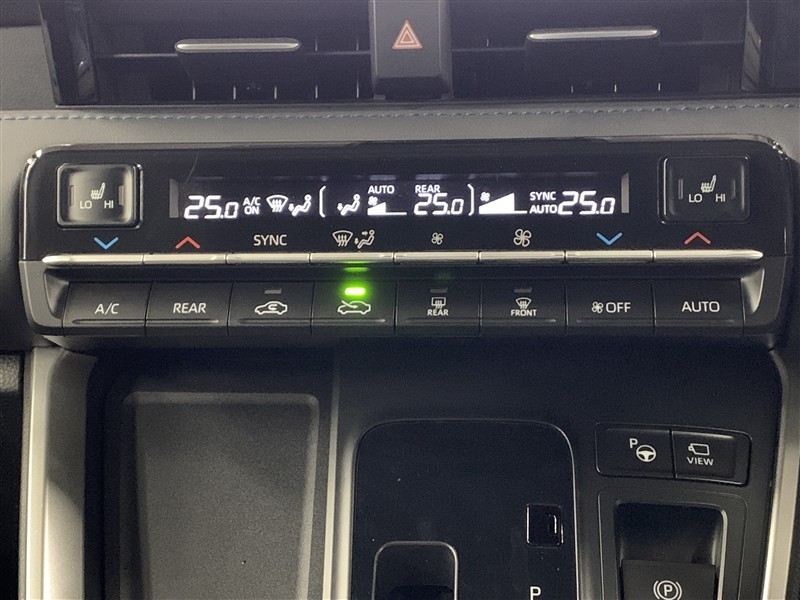 LO HI
25.0 A/C ON AUTO REAR 25.0 SYNC AUTO 25.0
LO HI
SYNC
A/C REAR REAR FRONT OFF AUTO
P
VIEW
P
P